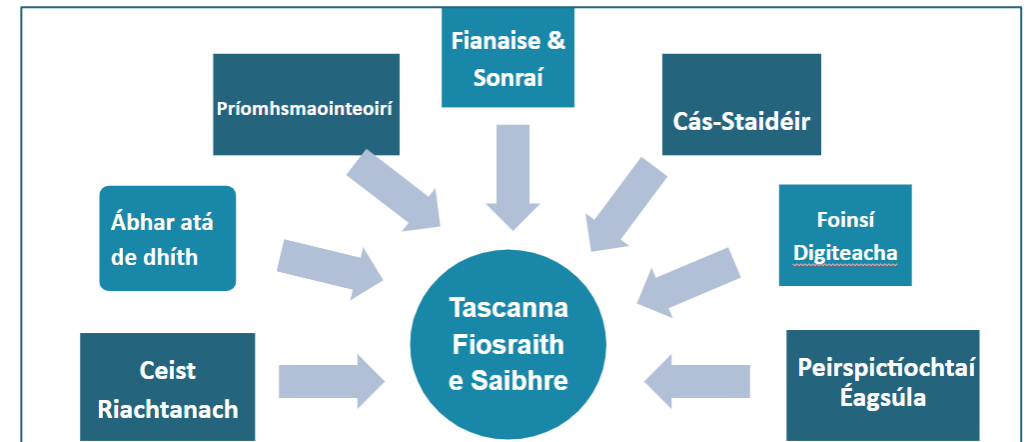 Fianaise &
Sonraí
Príomhsmaointeoirí
Cás-Staidéir
Ábhar atá
de dhíth
Foinsí
Digiteacha
Tascanna
Fiosraith
e Saibhre
Ceist
Riachtanach
Peirspictíochtaí
Éagsúla